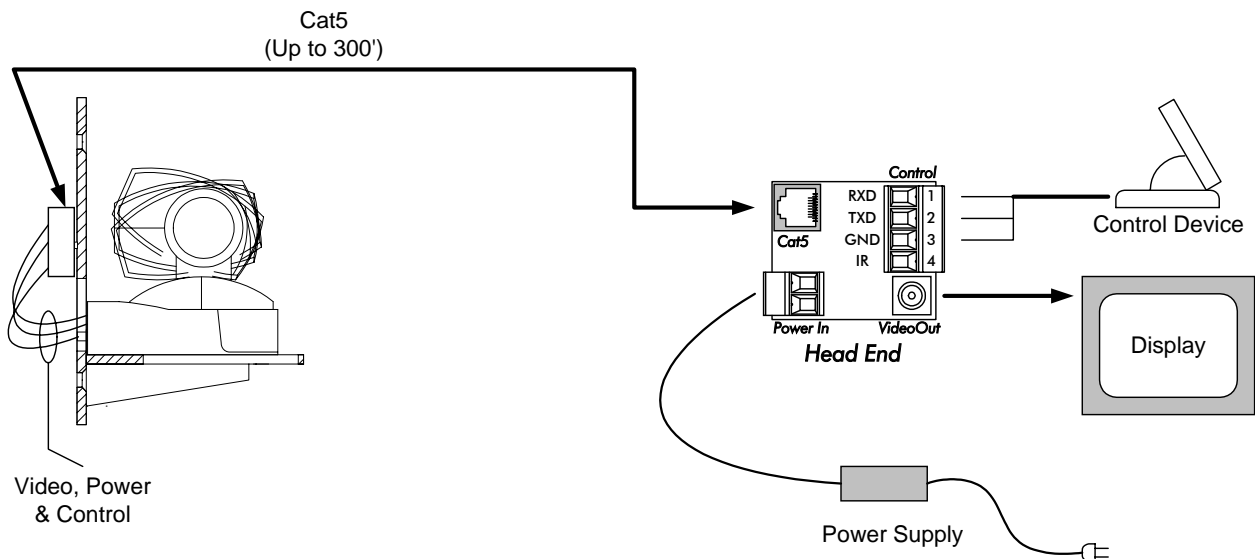 Cat5
(Up to 300')
Control
RXD 1
TXD 2
GND 3
IR 4
Cat5
Power In
VideoOut
Head End
Control Device
Display
Video, Power
& Control
Power Supply